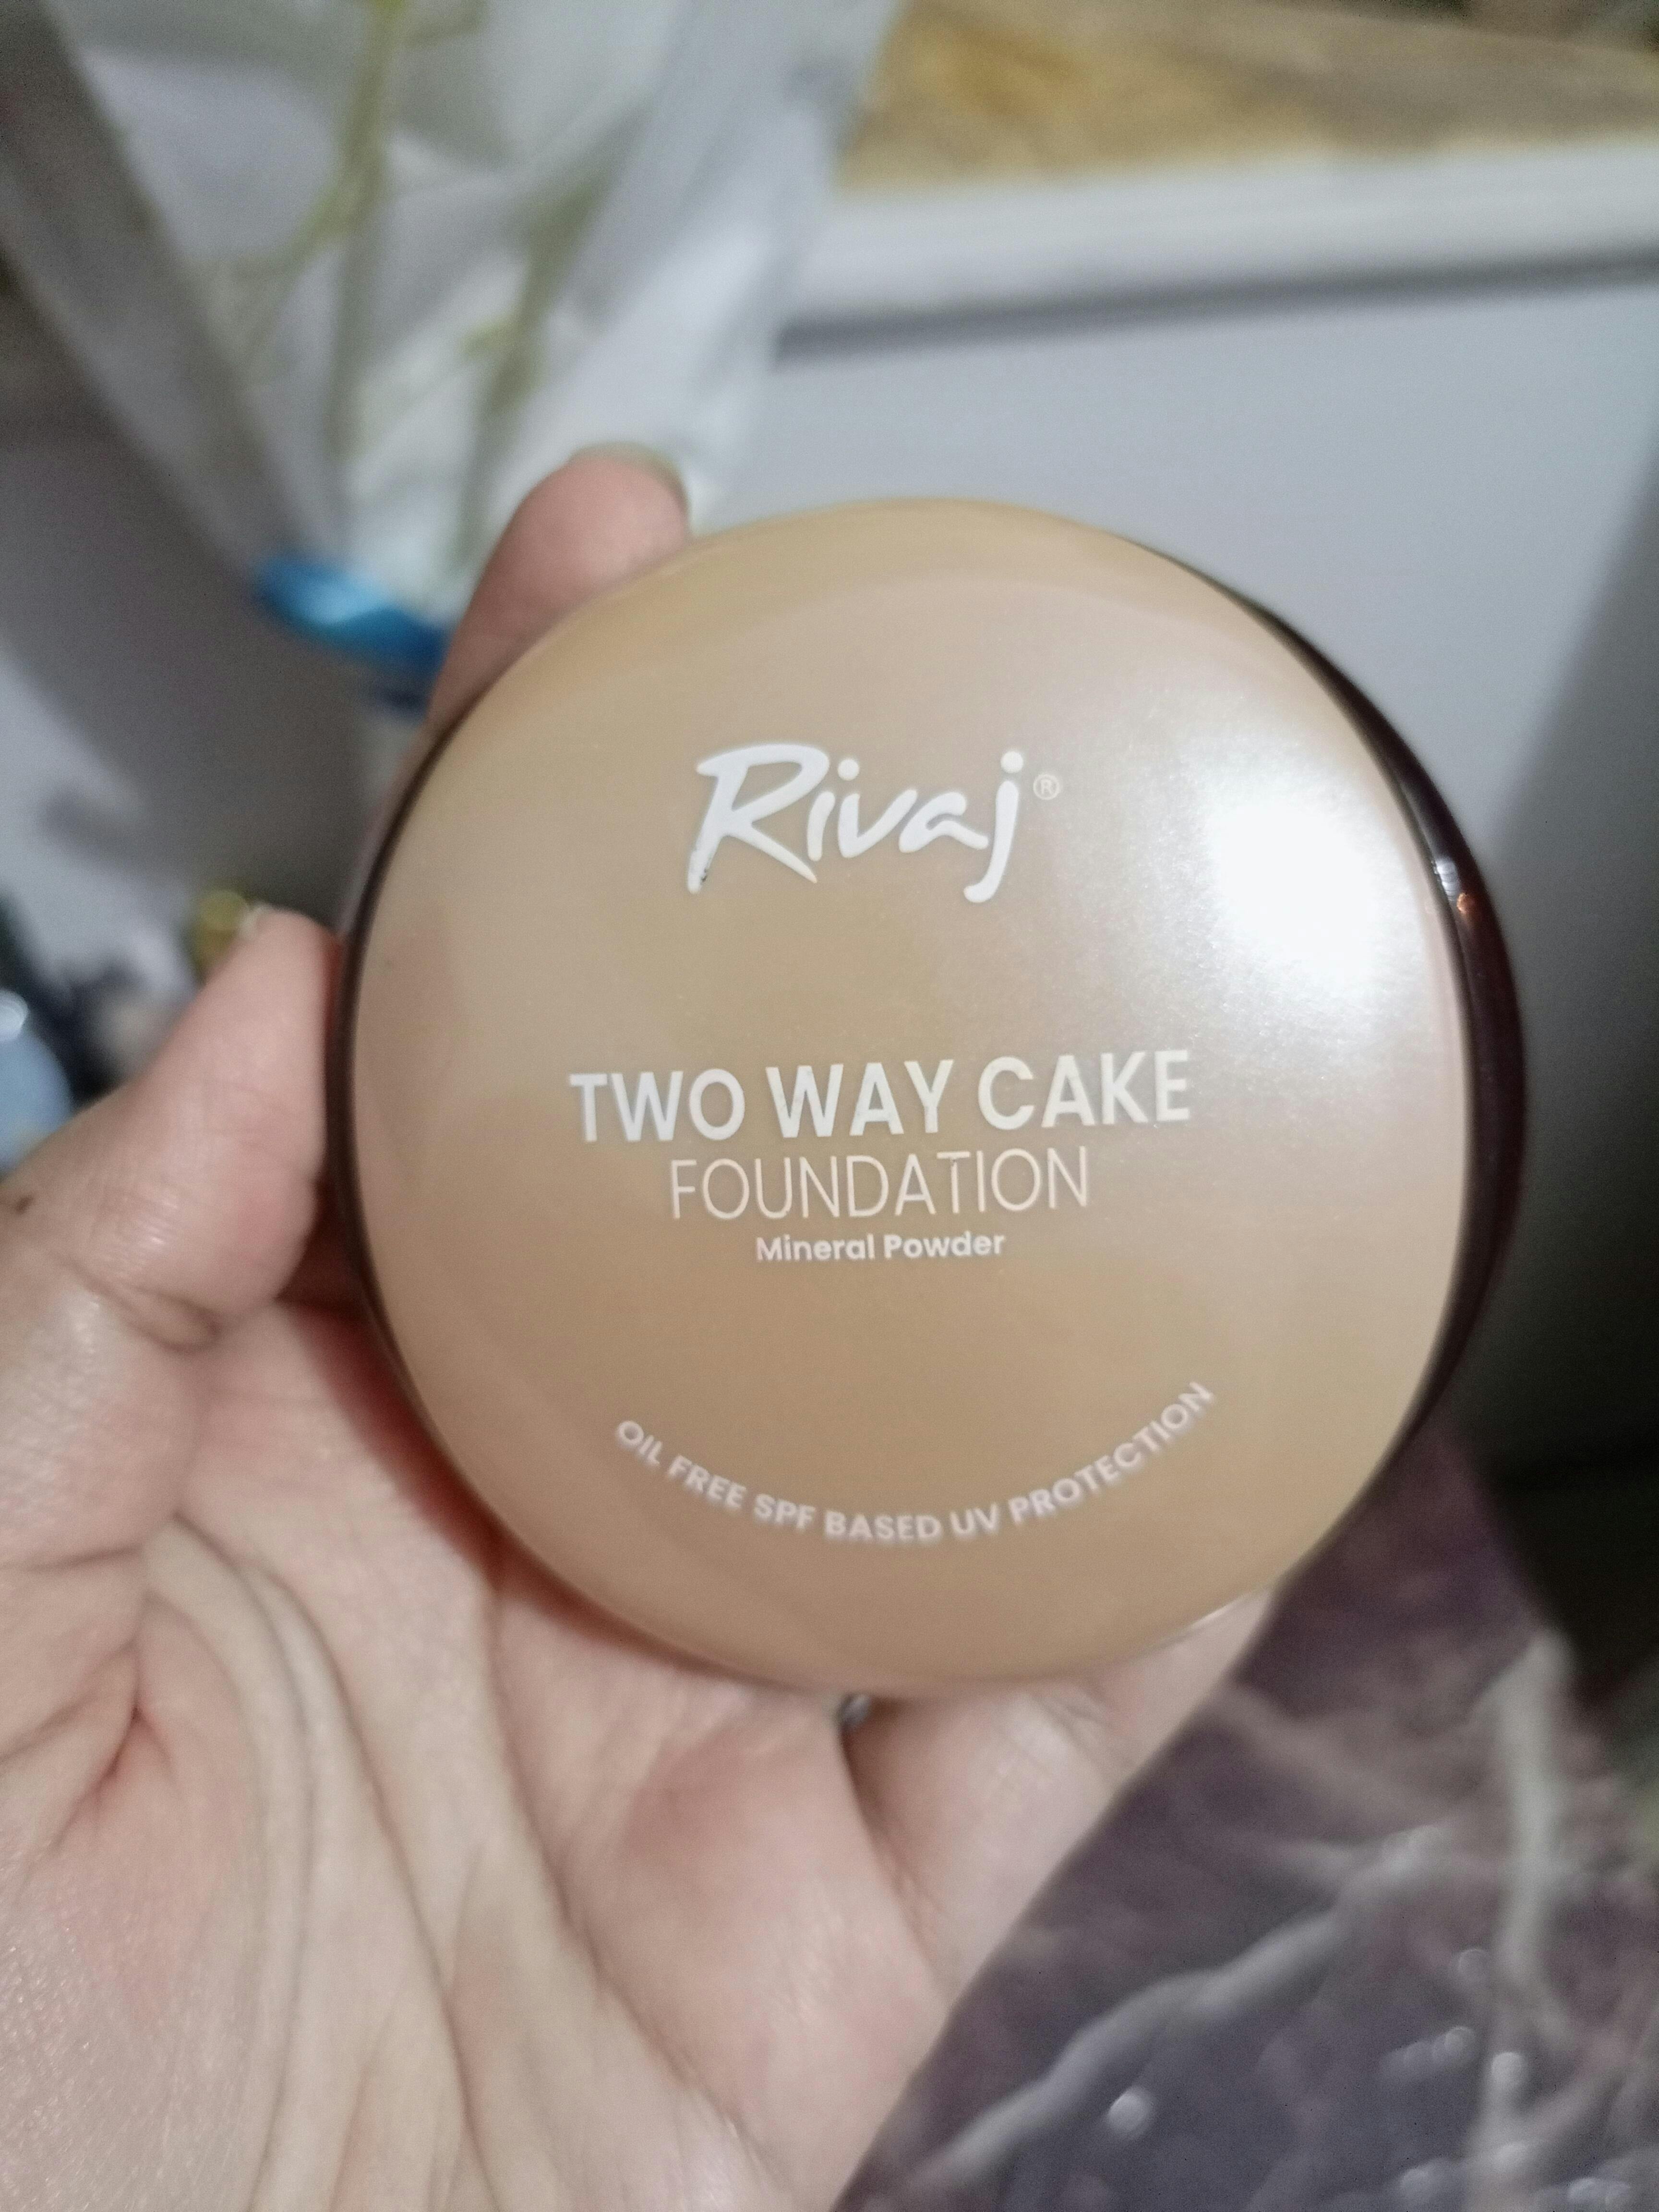 Rivaj®
TWO WAY CAKE
FOUNDATION
Mineral Powder
OIL FREE SPF BASED UV PROTECTION